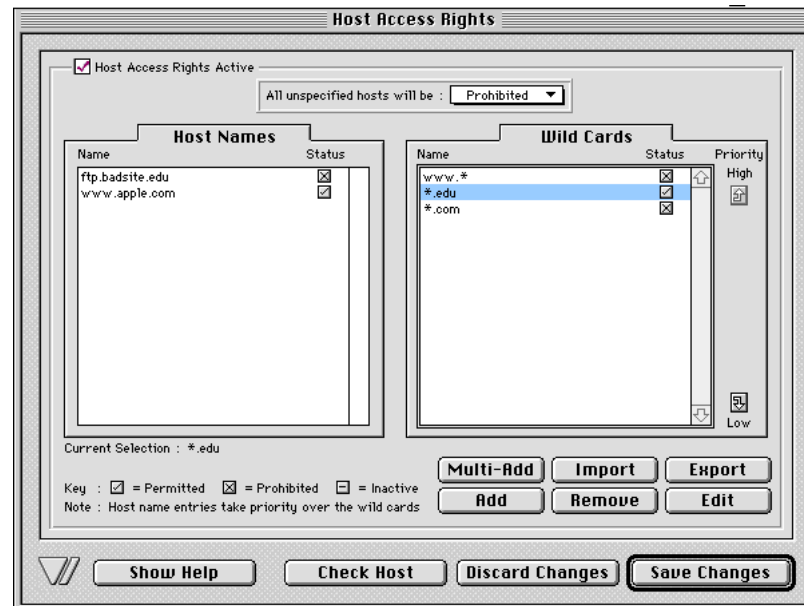 Host Access Rights
Host Access Rights Active
All unspecified hosts will be : Prohibited
Host Names
Name Status
ftp.badsite.edu
www.apple.com
Wild Cards
Name Status Priority
www.*
*.edu
*.com
High
Low
Current Selection : *.edu
Key : = Permitted = Prohibited = Inactive
Note : Host name entries take priority over the wild cards
Multi-Add Import Export
Add Remove Edit
Show Help Check Host Discard Changes Save Changes